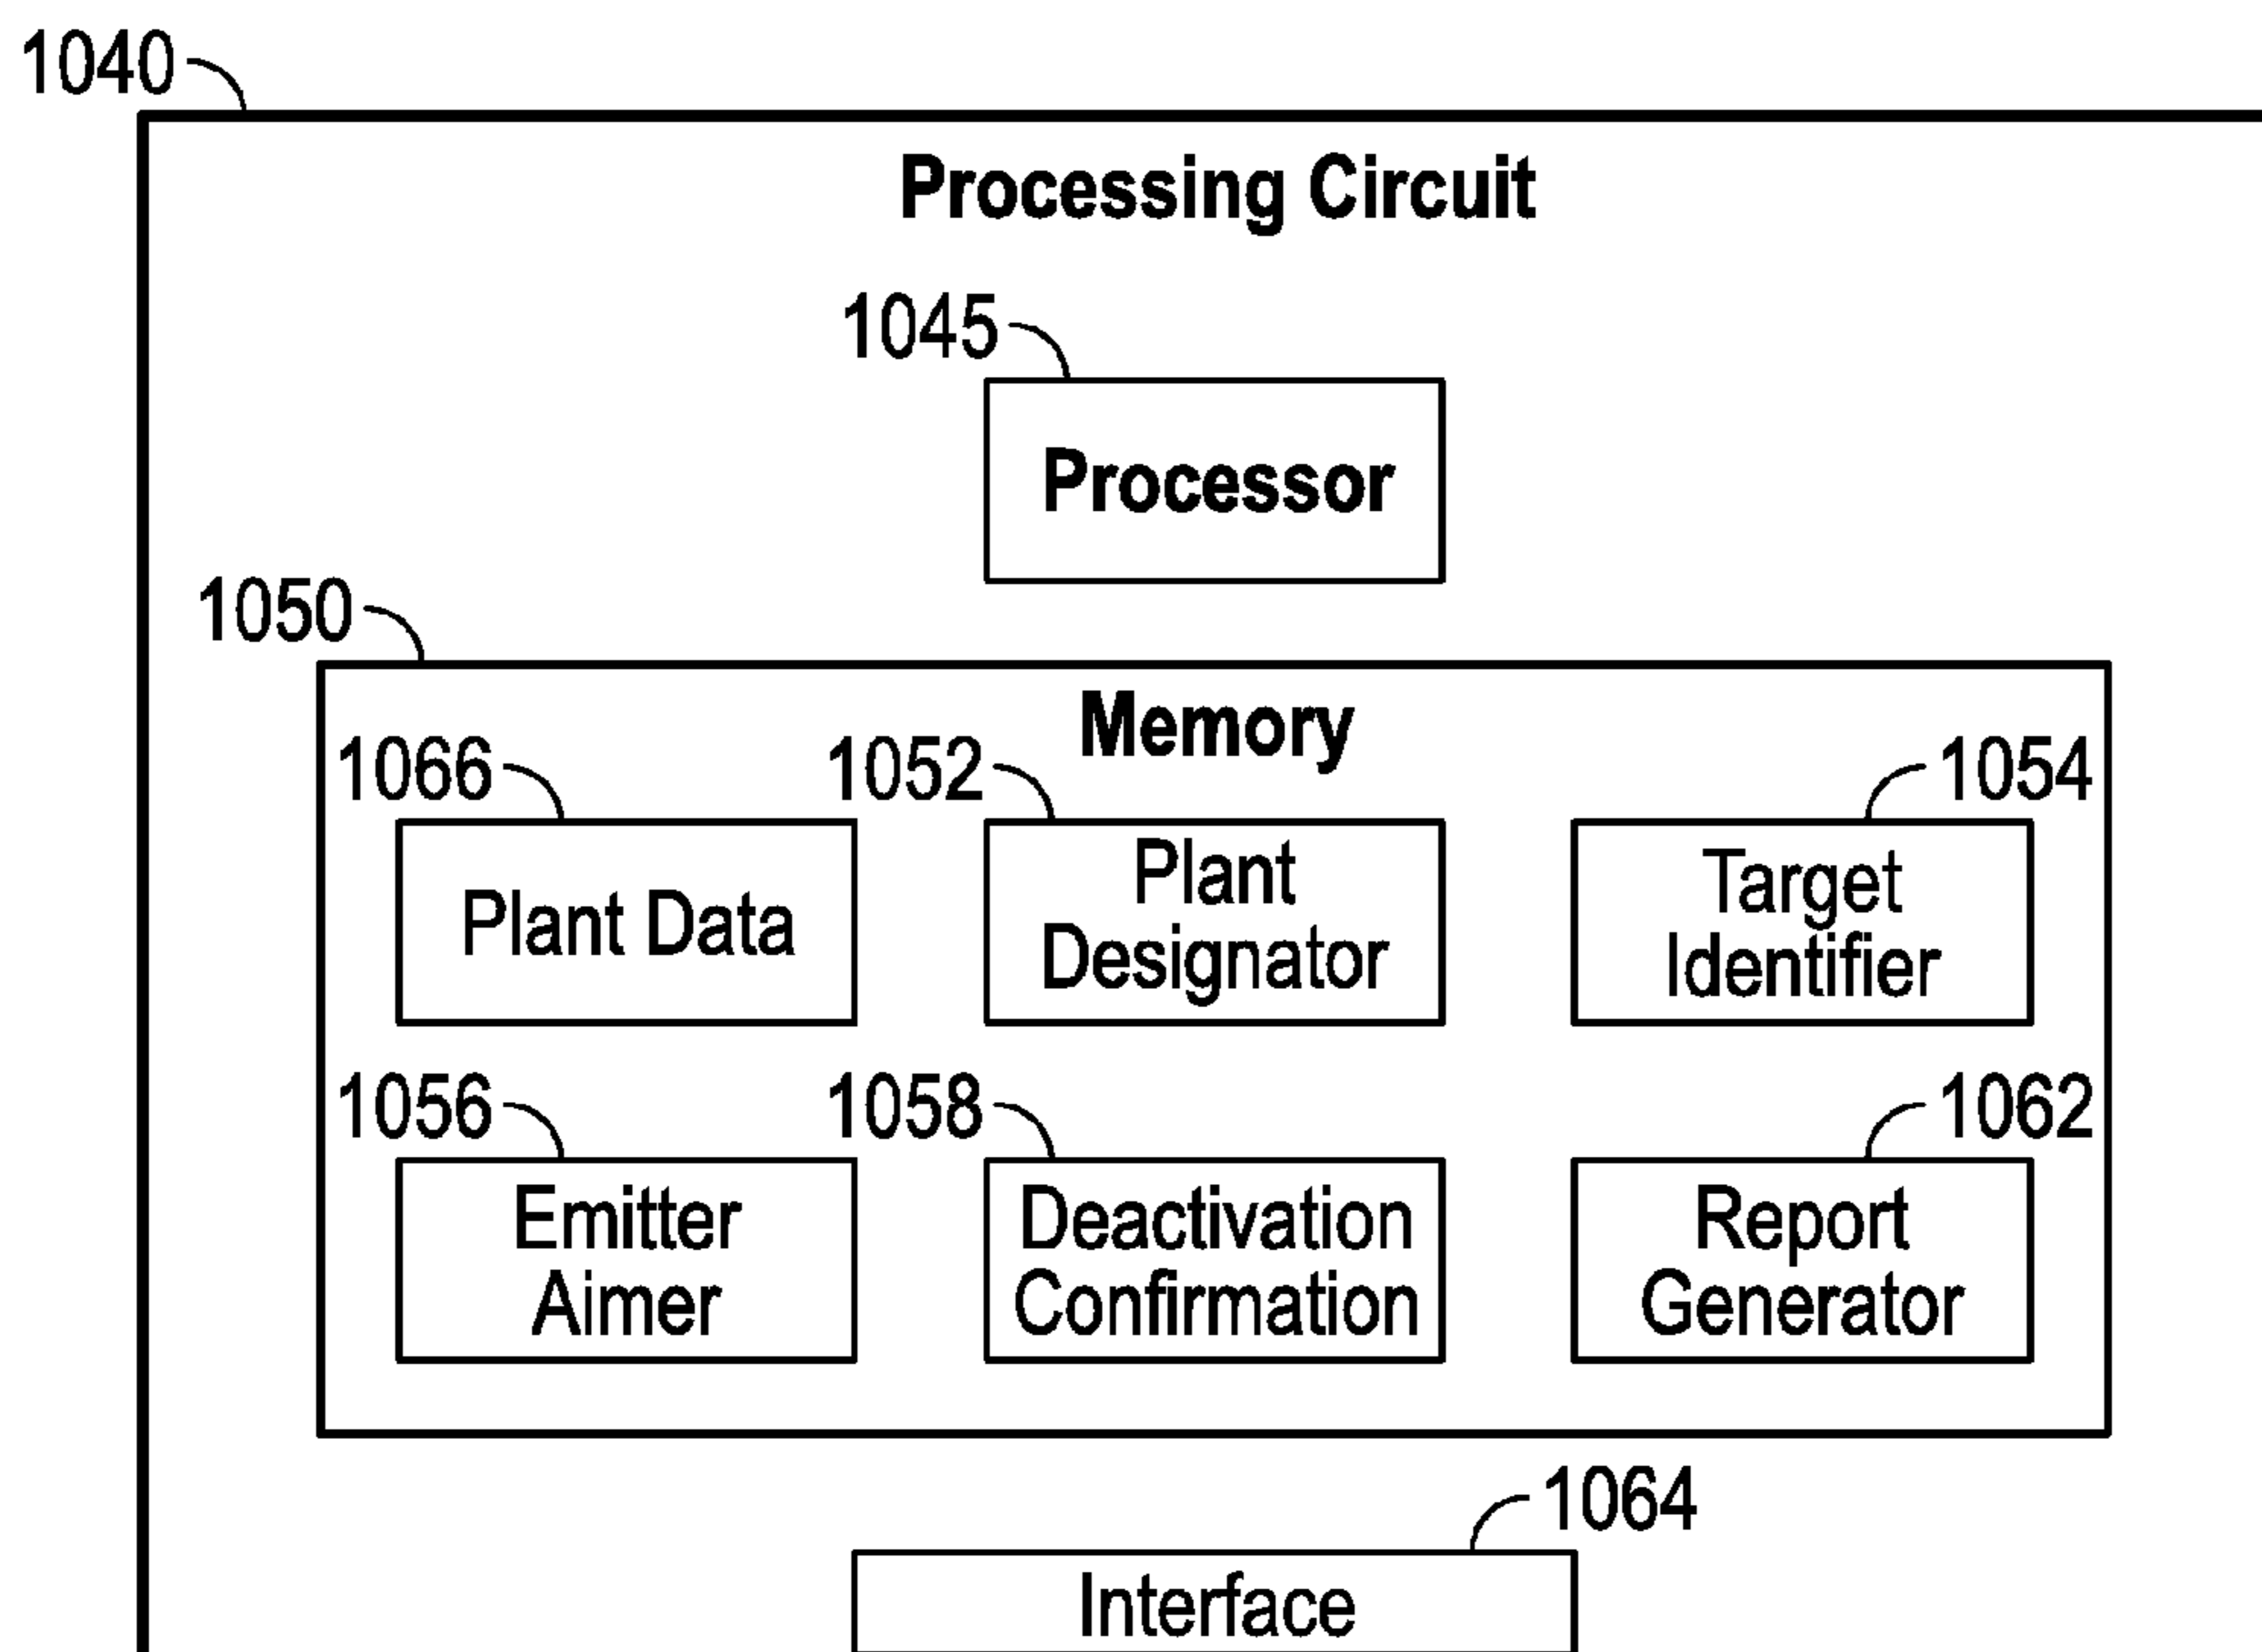 1040
Processing Circuit
1045
Processor
1050
Memory
1066
1052
1054
Plant Data
Plant
Designator
Target
Identifier
1056
1058
1062
Emitter
Aimer
Deactivation
Confirmation
Report
Generator
1064
Interface